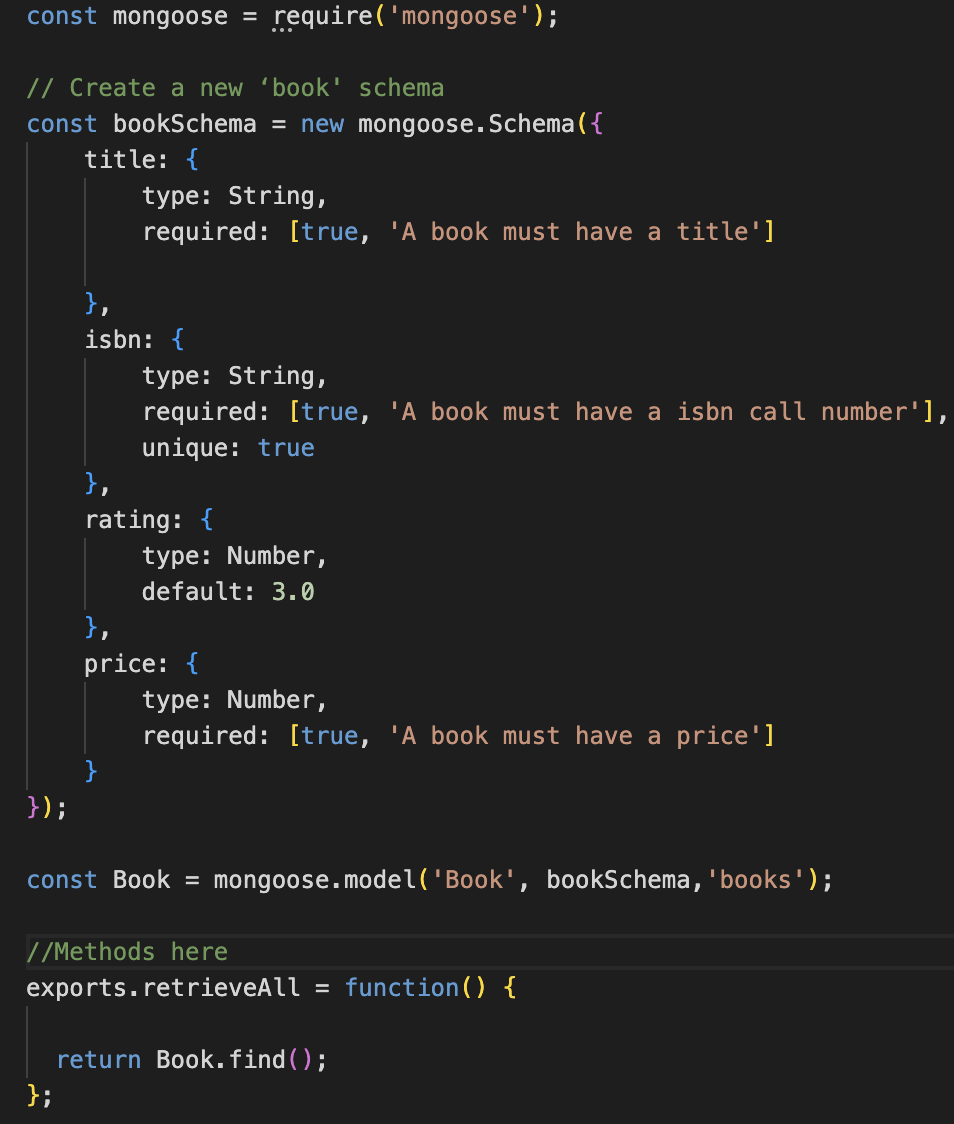 const mongoose = require('mongoose');
// Create a new ‘book' schema
const bookSchema = new mongoose.Schema({
    title: {
        type: String,
        required: [true, 'A book must have a title']
    },
    isbn: {
        type: String,
        required: [true, 'A book must have a isbn call number'],
        unique: true
    },
    rating: {
        type: Number,
        default: 3.0
    },
    price: {
        type: Number,
        required: [true, 'A book must have a price']
    }
});
const Book = mongoose.model('Book', bookSchema,'books');
//Methods here
exports.retrieveAll = function() {
  return Book.find();
};